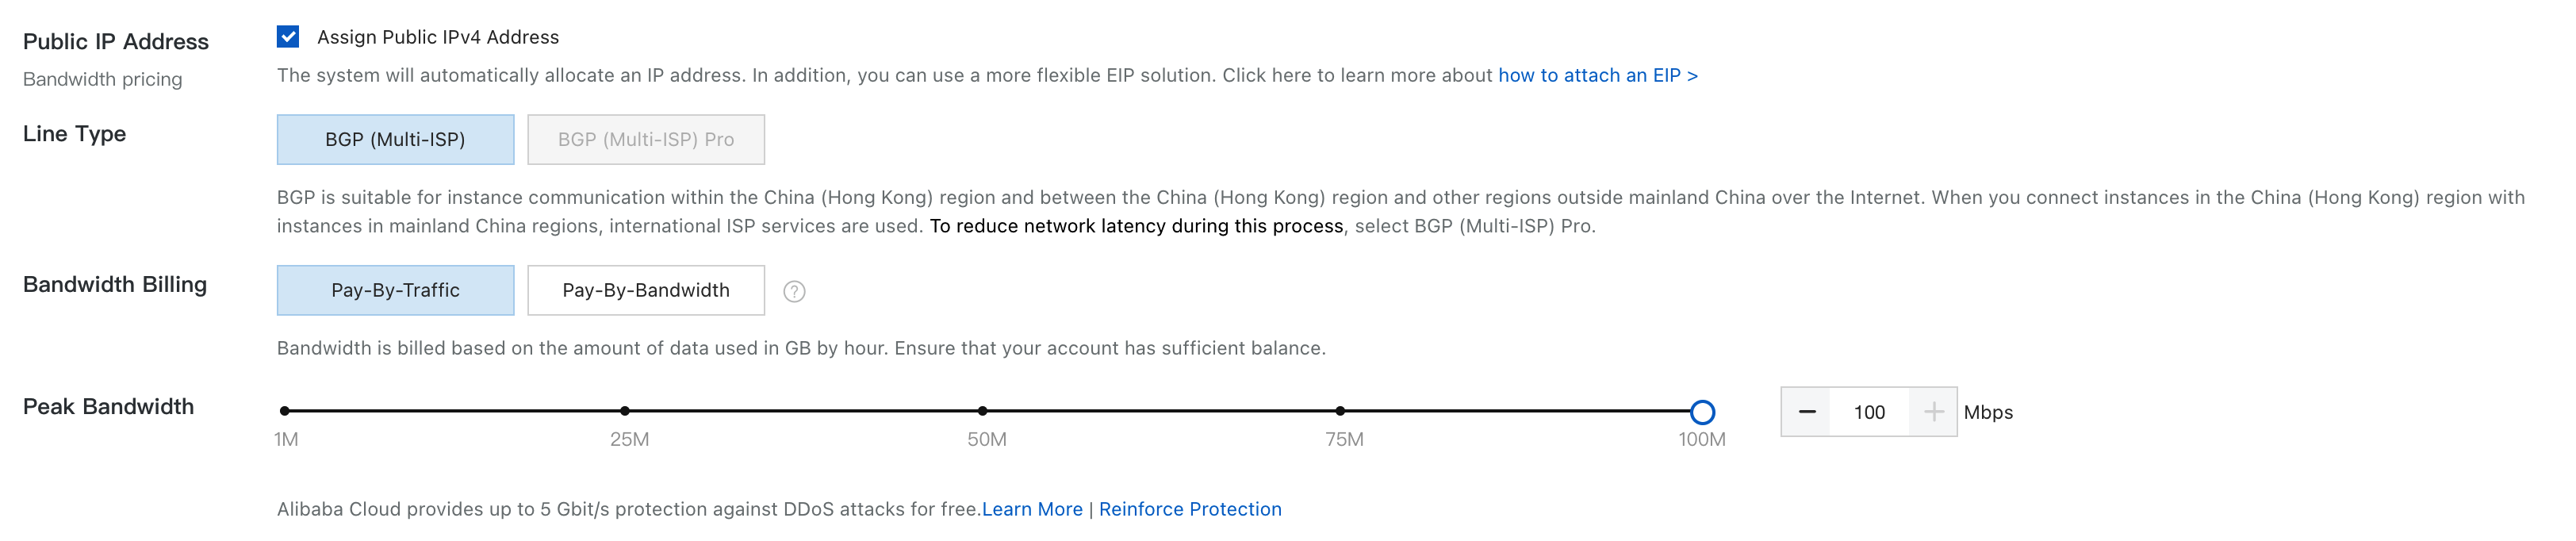 Public IP Address
Assign Public IPv4 Address
Bandwidth pricing
The system will automatically allocate an IP address. In addition, you can use a more flexible EIP solution. Click here to learn more about how to attach an EIP >
Line Type
BGP (Multi-ISP)
BGP (Multi-ISP) Pro
BGP is suitable for instance communication within the China (Hong Kong) region and between the China (Hong Kong) region and other regions outside mainland China over the Internet. When you connect instances in the China (Hong Kong) region with
instances in mainland China regions, international ISP services are used. To reduce network latency during this process, select BGP (Multi-ISP) Pro.
Bandwidth Billing
Pay-By-Traffic
Pay-By-Bandwidth
?
Bandwidth is billed based on the amount of data used in GB by hour. Ensure that your account has sufficient balance.
Peak Bandwidth
− 100 + Mbps
1M 25M 50M 75M 100M
Alibaba Cloud provides up to 5 Gbit/s protection against DDoS attacks for free.Learn More | Reinforce Protection